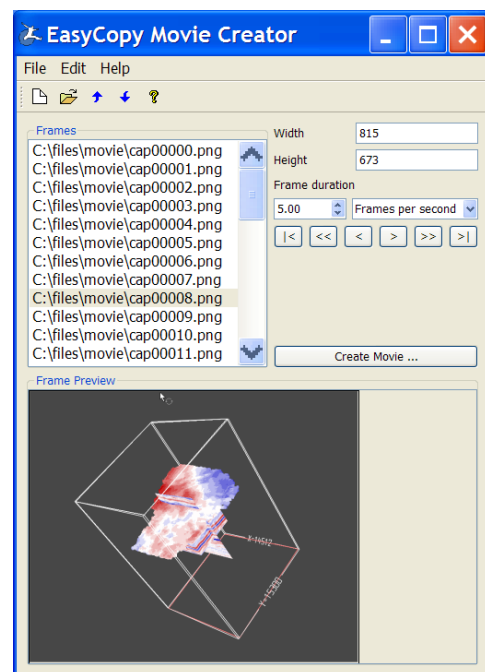 EasyCopy Movie Creator
File Edit Help
Frames
C:\files\movie\cap00000.png
C:\files\movie\cap00001.png
C:\files\movie\cap00002.png
C:\files\movie\cap00003.png
C:\files\movie\cap00004.png
C:\files\movie\cap00005.png
C:\files\movie\cap00006.png
C:\files\movie\cap00007.png
C:\files\movie\cap00008.png
C:\files\movie\cap00009.png
C:\files\movie\cap00010.png
C:\files\movie\cap00011.png
Width 815
Height 673
Frame duration
5.00 Frames per second
|< << < > >> >|
Create Movie ...
Frame Preview
X=14512
Y=15300